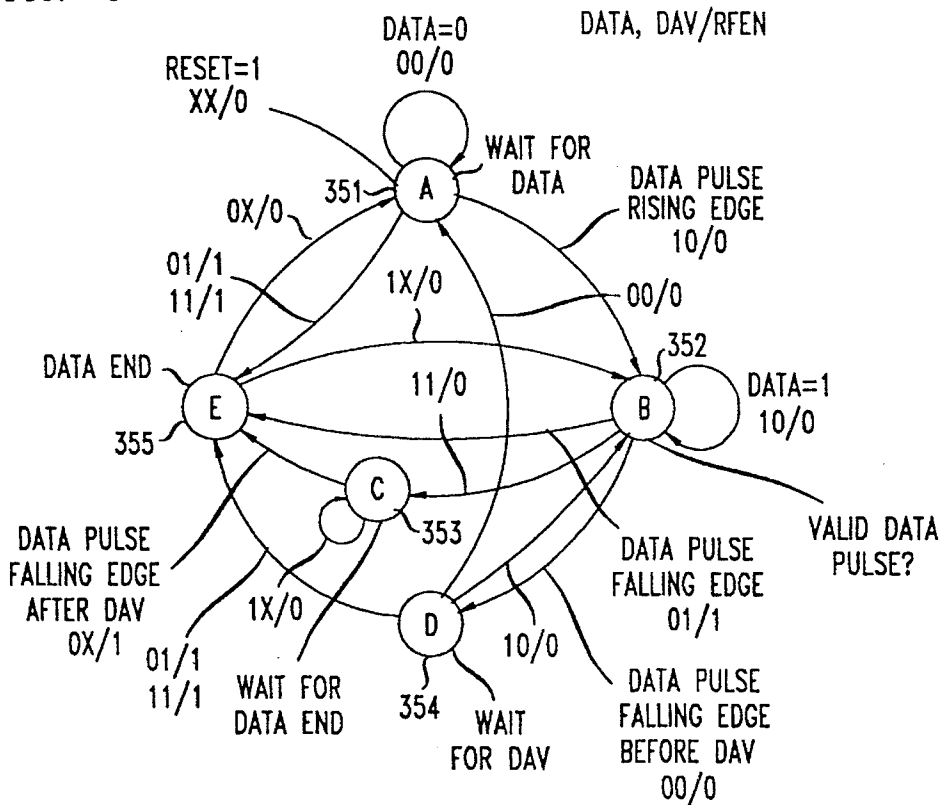 DATA=0
00/0
DATA, DAV/RFEN
RESET=1
XX/0
WAIT FOR
DATA
351
A
DATA PULSE
RISING EDGE
10/0
0X/0
01/1
11/1
1X/0
00/0
DATA END
352
11/0
E
B
DATA=1
10/0
355
C
353
DATA PULSE
FALLING EDGE
AFTER DAV
0X/1
1X/0
DATA PULSE
FALLING EDGE
01/1
VALID DATA
PULSE?
D
10/0
01/1
11/1
WAIT FOR
DATA END
354
WAIT
FOR DAV
DATA PULSE
FALLING EDGE
BEFORE DAV
00/0